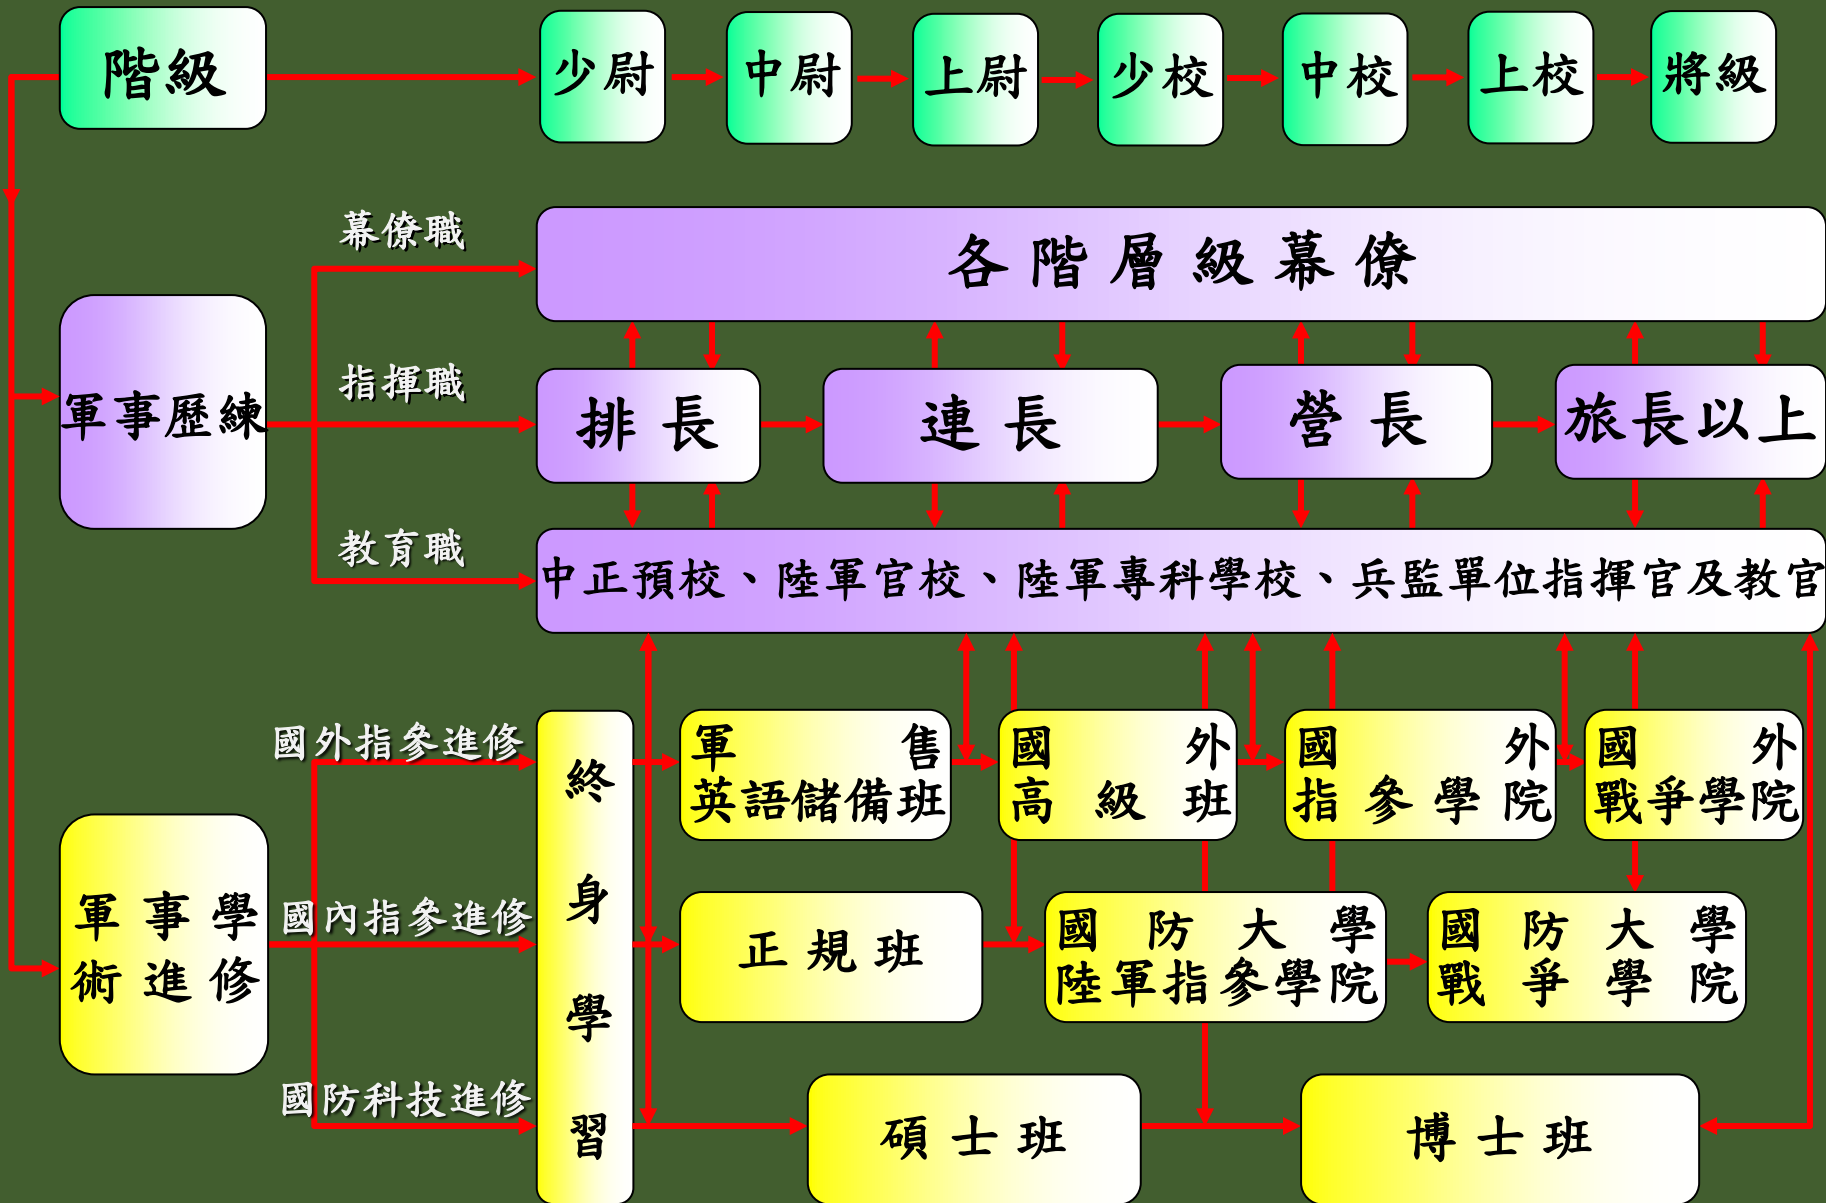 階級
少尉
中尉
上尉
少校
中校
上校
將級
軍事歷練
幕僚職
各階層級幕僚
指揮職
排長
連長
營長
旅長以上
教育職
中正預校、陸軍官校、陸軍專科學校、兵監單位指揮官及教官
軍事學
術進修
國外指參進修
國內指參進修
國防科技進修
終身學習
軍售
英語儲備班
國外
高級班
國外
指參學院
國外
戰爭學院
正規班
國防大學
陸軍指參學院
國防大學
戰爭學院
碩士班
博士班